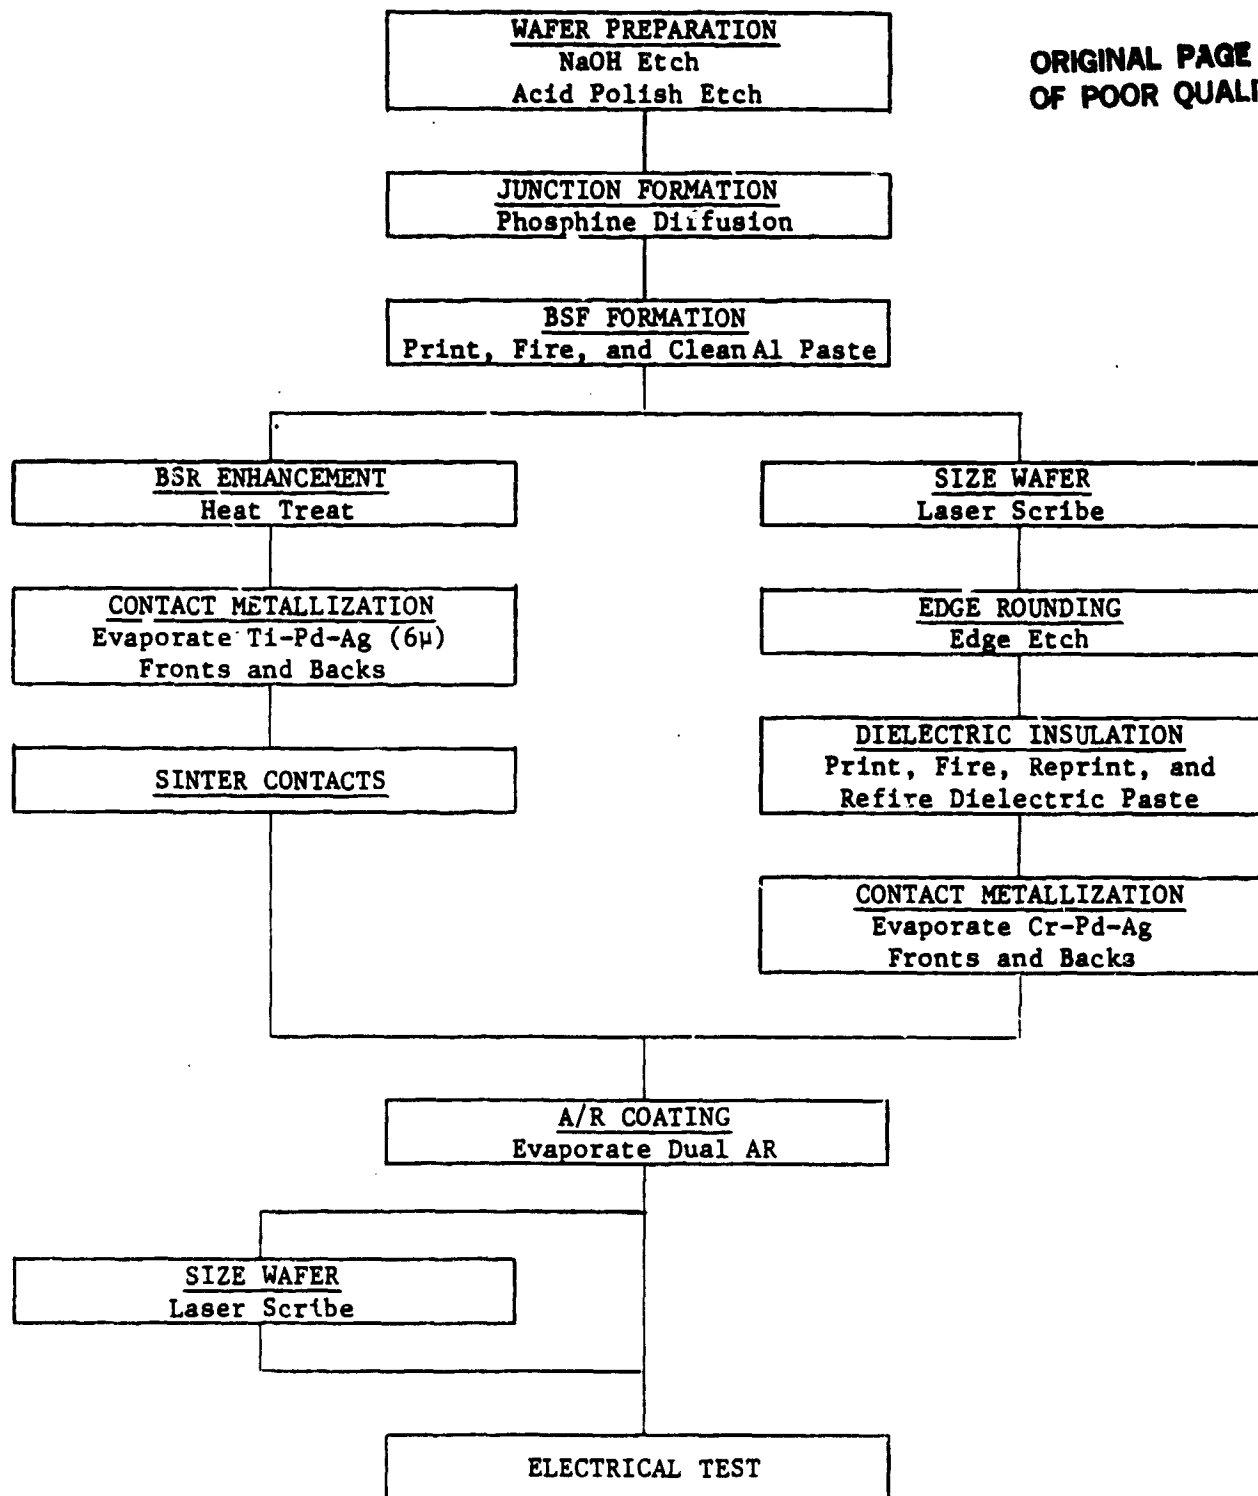 WAFER PREPARATION
NaOH Etch
Acid Polish Etch
ORIGINAL PAGE
OF POOR
JUNCTION FORMATION
Phosphine Diffusion
BSF FORMATION
Print, Fire, and Clean Al Paste
BSR ENHANCEMENT
Heat Treat
CONTACT METALLIZATION
Evaporate Ti-Pd-Ag (6μ)
Fronts and Backs
SINTER CONTACTS
SIZE WAFER
Laser Scribe
EDGE ROUNDING
Edge Etch
DIELECTRIC INSULATION
Print, Fire, Reprint, and
Refire Dielectric Paste
CONTACT METALLIZATION
Evaporate Cr-Pd-Ag
Fronts and Backs
A/R COATING
Evaporate Dual AR
SIZE WAFER
Laser Scribe
ELECTRICAL TEST